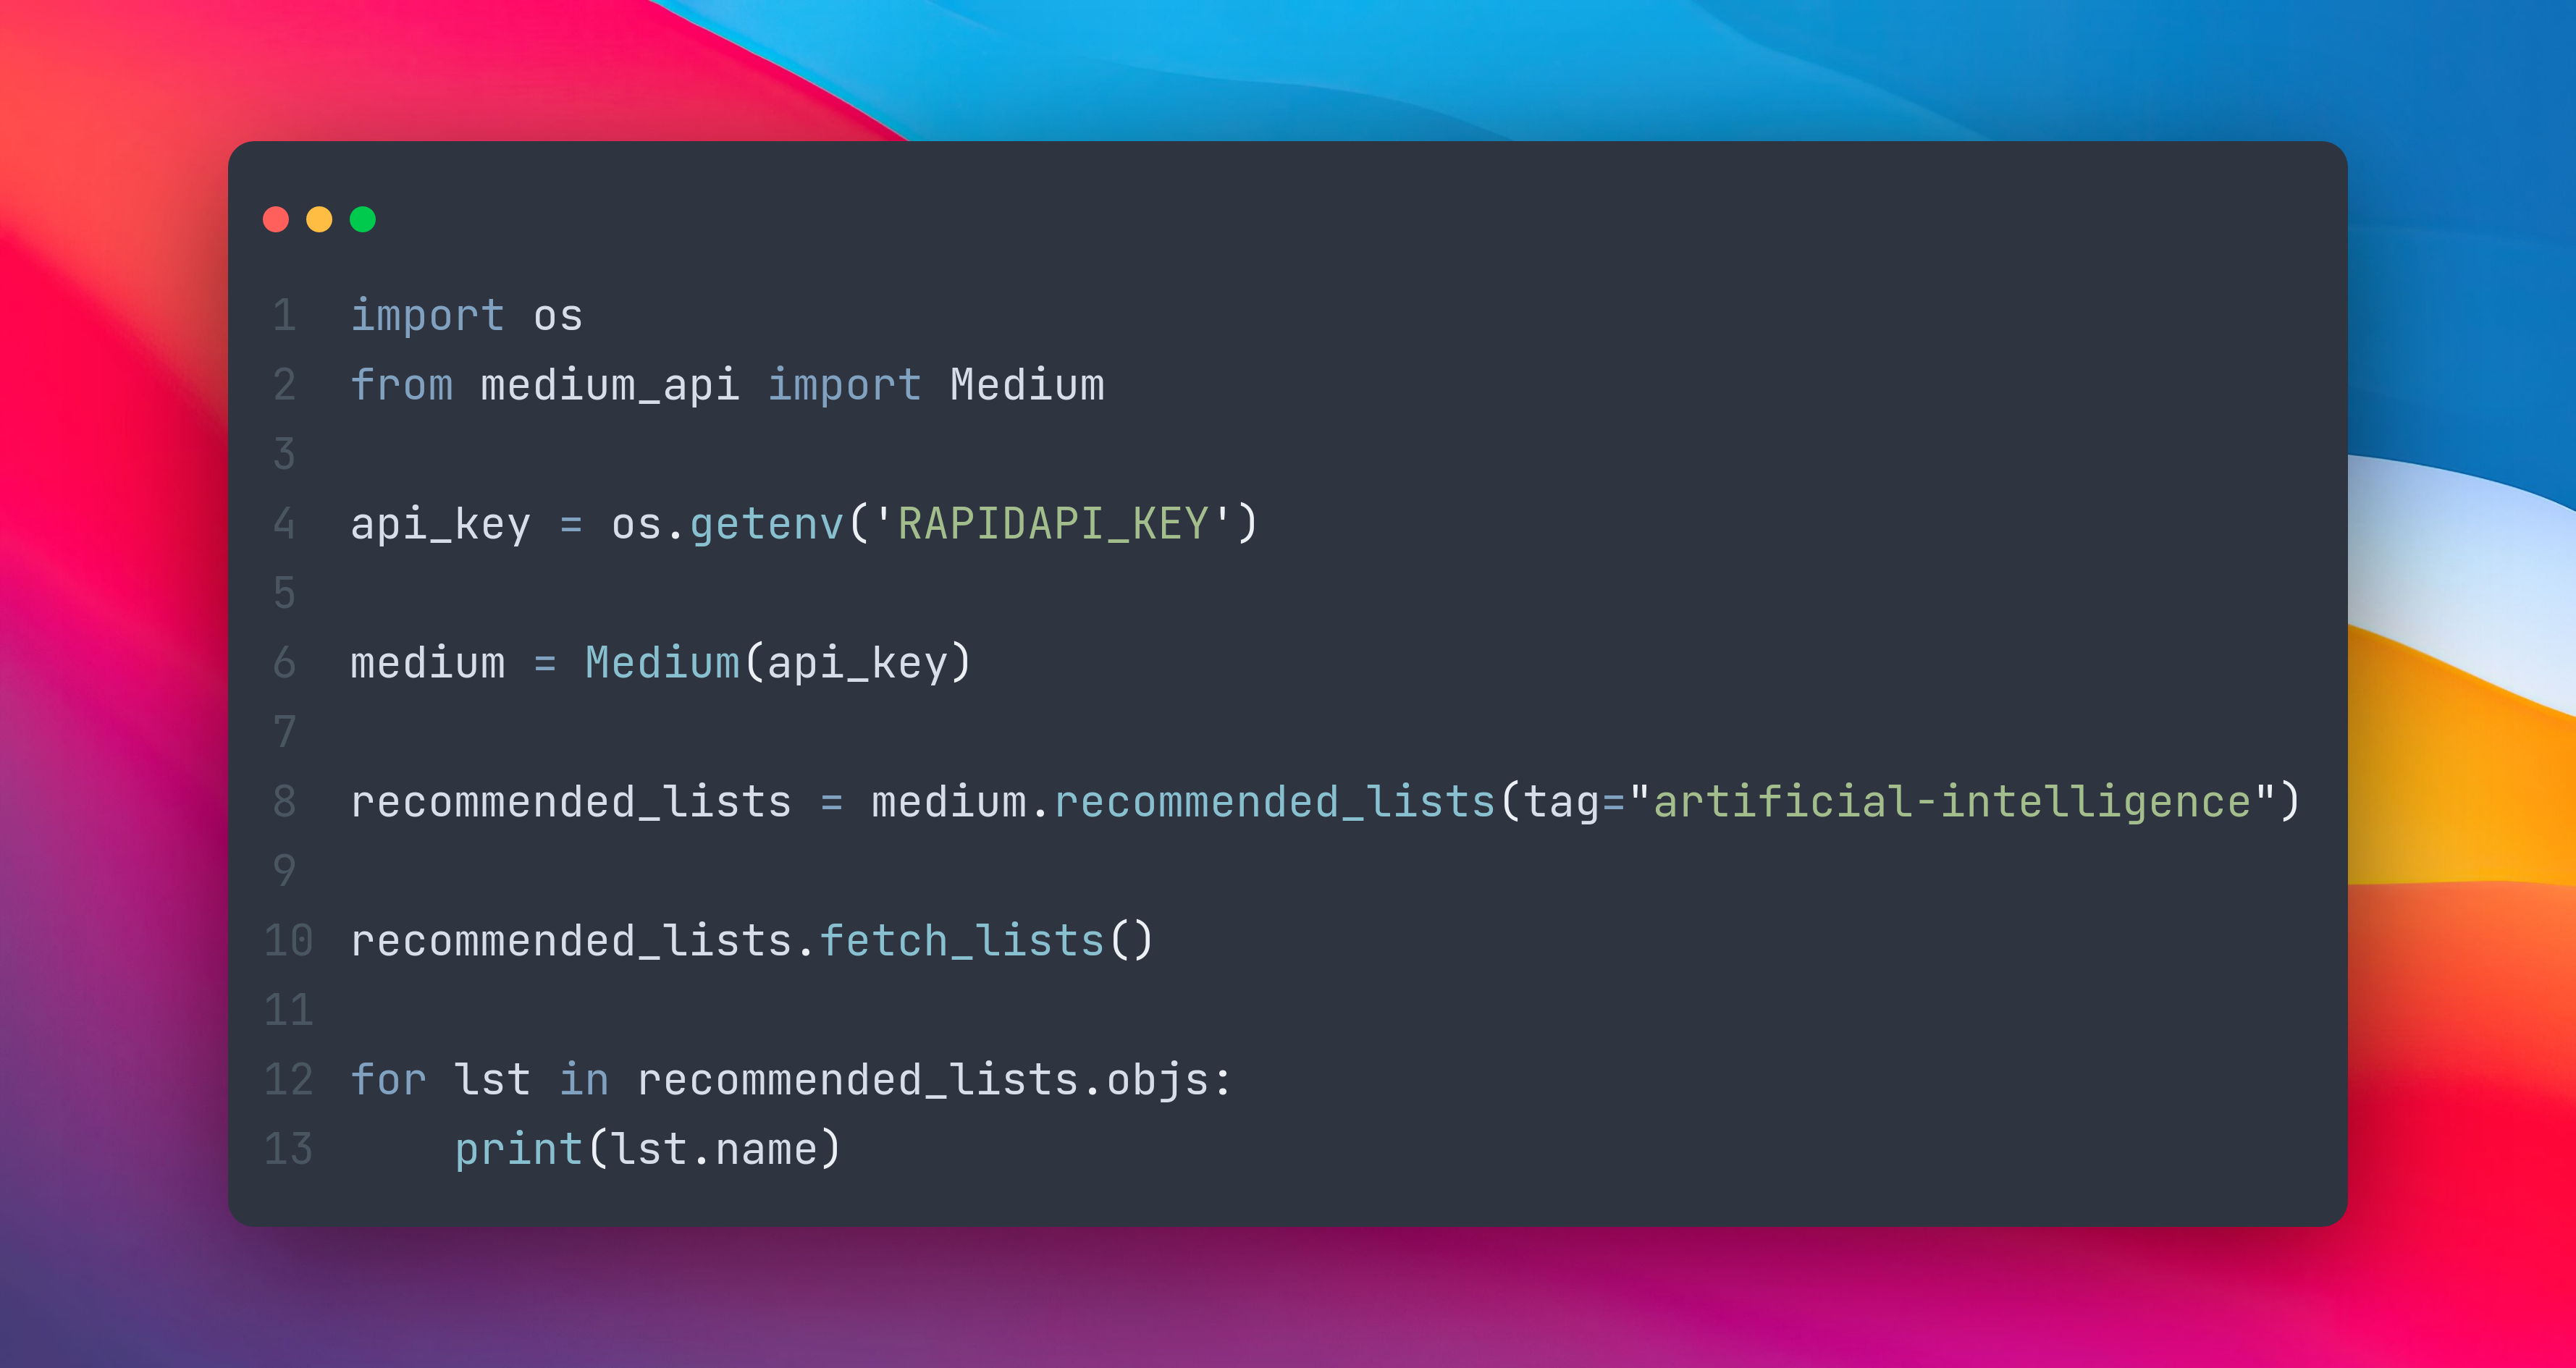 1 import os
2 from medium_api import Medium
3
4 api_key = os.getenv('RAPIDAPI_KEY')
5
6 medium = Medium(api_key)
7
8 recommended_lists = medium.recommended_lists(tag="artificial-intelligence")
9
10 recommended_lists.fetch_lists()
11
12 for lst in recommended_lists.objs:
13     print(lst.name)